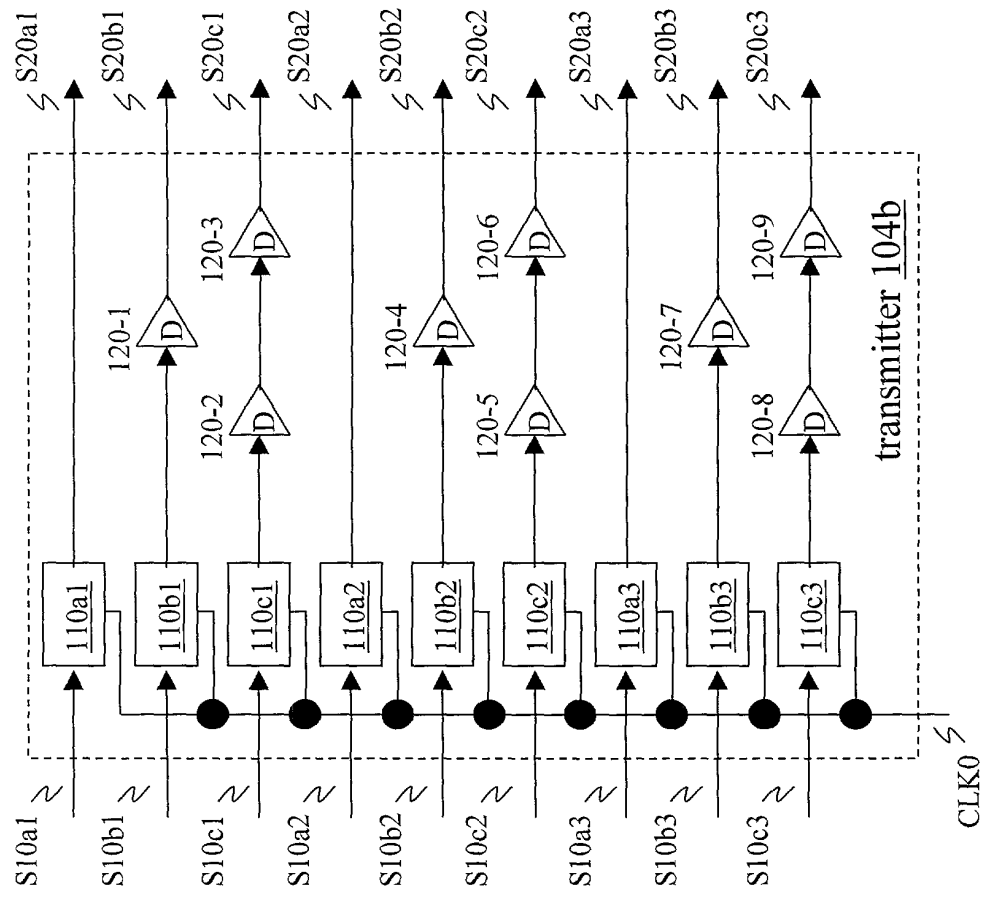 S20a1
S20b1
S20c1
S20a2
S20b2
S20c2
S20a3
S20b3
S20c3
120-1
D
120-2
D
120-3
D
120-4
D
120-5
D
120-6
D
120-7
D
120-8
D
120-9
D
transmitter 104b
110a1
110b1
110c1
110a2
110b2
110c2
110a3
110b3
110c3
S10a1
S10b1
S10c1
S10a2
S10b2
S10c2
S10a3
S10b3
S10c3
CLK0